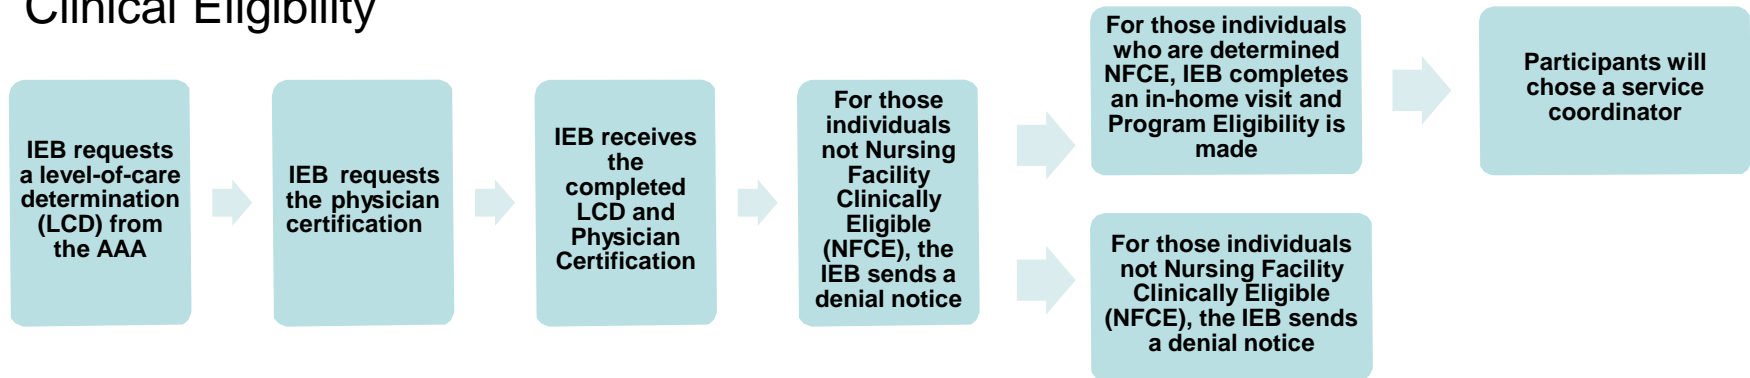 Clinical Eligibility
IEB requests
a level-of-care
determination
(LCD) from
the AAA
IEB requests
the physician
certification
IEB receives
the
completed
LCD and
Physician
Certification
For those
individuals
not Nursing
Facility
Clinically
Eligible
(NFCE), the
IEB sends a
denial notice
For those individuals
who are determined
NFCE, IEB completes
an in-home visit and
Program Eligibility is
made
For those individuals
not Nursing Facility
Clinically Eligible
(NFCE), the IEB sends
a denial notice
Participants will
chose a service
coordinator